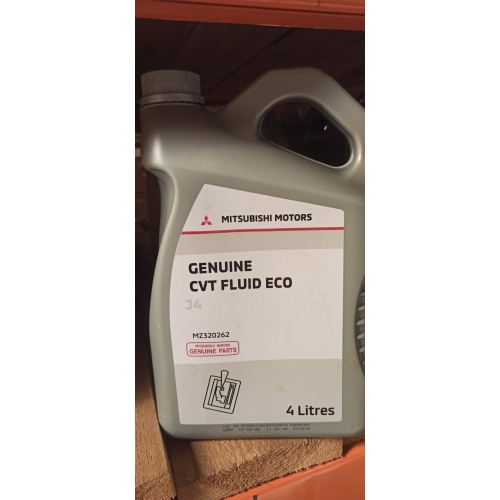 MITSUBISHI MOTORS
GENUINE
CVT FLUID ECO
J4
MZ320262
MITSUBISHI MOTORS
GENUINE PARTS
4 Litres